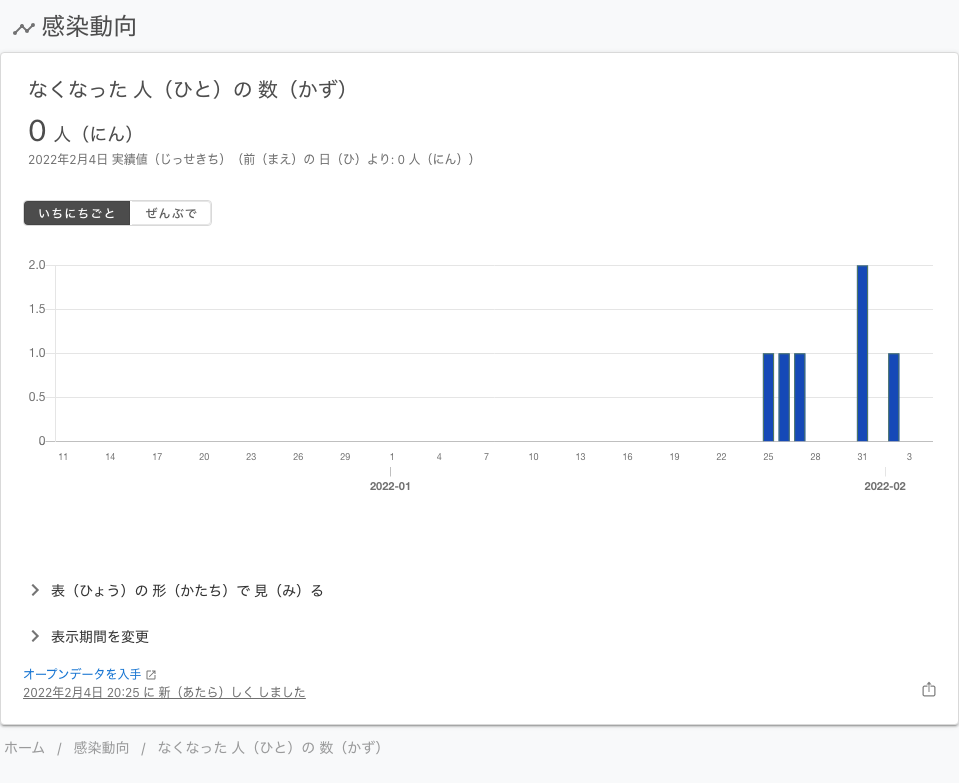 感染動向
なくなった 人（ひと）の 数（かず）
0 人（にん）
2022年2月4日 実績値（じっせきち）（前（まえ）の 日（ひ）より: 0 人（にん））
いちにちごと ぜんぶで
2.0
1.5
1.0
0.5
0
11 14 17 20 23 26 29 1 4 7 10 13 16 19 22 25 28 31 3
2022-01 2022-02
表（ひょう）の 形（かたち）で 見（み）る
表示期間を変更
オープンデータを入手
2022年2月4日 20:25 に 新（あたら）しく しました
ホーム / 感染動向 / なくなった 人（ひと）の 数（かず）